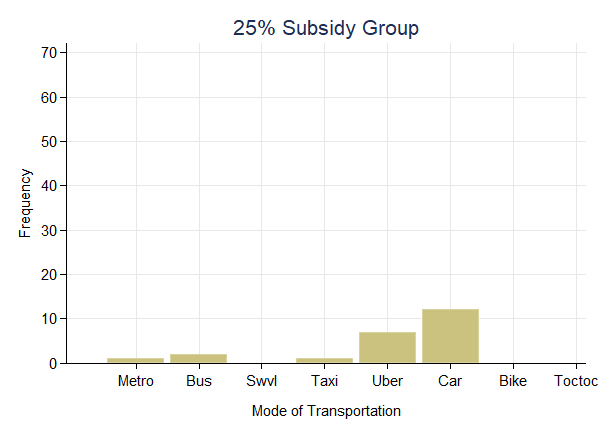 25% Subsidy Group
70
60
50
40
30
20
10
0
Frequency
Metro Bus Swvl Taxi Uber Car Bike Toctoc
Mode of Transportation